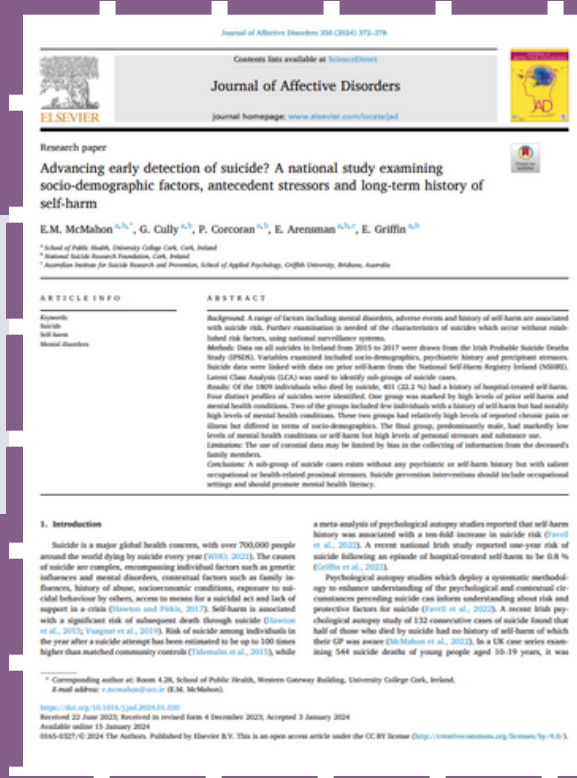 Journal of Affective Disorders 350 (2024) 372–378
Contents lists available at ScienceDirect
Journal of Affective Disorders
journal homepage: www.elsevier.com/locate/jad
ELSEVIER
JAD
Check for
updates
Research paper
Advancing early detection of suicide? A national study examining
socio-demographic factors, antecedent stressors and long-term history of
self-harm
E.M. McMahon a,b,*, G. Cully a,b, P. Corcoran a,b, E. Arensman a,b,c, E. Griffin a,b
a School of Public Health, University College Cork, Cork, Ireland
b National Suicide Research Foundation, Cork, Ireland
c Australian Institute for Suicide Research and Prevention, School of Applied Psychology, Griffith University, Brisbane, Australia
ARTICLE INFO
Keywords:
Suicide
Self-harm
Mental disorders
ABSTRACT
Background: A range of factors including mental disorders, adverse events and history of self-harm are associated
with suicide risk. Further examination is needed of the characteristics of suicides which occur without estab-
lished risk factors, using national surveillance systems.
Methods: Data on all suicides in Ireland from 2015 to 2017 were drawn from the Irish Probable Suicide Deaths
Study (IPSDS). Variables examined included socio-demographics, psychiatric history and precipitant stressors.
Suicide data were linked with data on prior self-harm from the National Self-Harm Registry Ireland (NSHRI).
Latent Class Analysis (LCA) was used to identify sub-groups of suicide cases.
Results: Of the 1809 individuals who died by suicide, 401 (22.2 %) had a history of hospital-treated self-harm.
Four distinct profiles of suicides were identified. One group was marked by high levels of prior self-harm and
mental health conditions. Two of the groups included few individuals with a history of self-harm but had notably
high levels of mental health conditions. These two groups had relatively high levels of reported chronic pain or
illness but differed in terms of socio-demographics. The final group, predominantly male, had markedly low
levels of mental health conditions or self-harm but high levels of personal stressors and substance use.
Limitations: The use of coronial data may be limited by bias in the collecting of information from the deceased's
family members.
Conclusions: A sub-group of suicide cases exists without any psychiatric or self-harm history but with salient
occupational or health-related proximal stressors. Suicide prevention interventions should include occupational
settings and should promote mental health literacy.
1. Introduction
Suicide is a major global health concern, with over 700,000 people
around the world dying by suicide every year (WHO, 2021). The causes
of suicide are complex, encompassing individual factors such as genetic
influences and mental disorders, contextual factors such as family in-
fluences, history of abuse, socioeconomic conditions, exposure to sui-
cidal behaviour by others, access to means for a suicidal act and lack of
support in a crisis (Hawton and Pirkis, 2017). Self-harm is associated
with a significant risk of subsequent death through suicide (Hawton
et al., 2015; Vuagnat et al., 2019). Risk of suicide among individuals in
the year after a suicide attempt has been estimated to be up to 100 times
higher than matched community controls (Tidemalm et al., 2015), while
a meta-analysis of psychological autopsy studies reported that self-harm
history was associated with a ten-fold increase in suicide risk (Favril
et al., 2022). A recent national Irish study reported one-year risk of
suicide following an episode of hospital-treated self-harm to be 0.8 %
(Griffin et al., 2023).
Psychological autopsy studies which deploy a systematic methodol-
ogy to enhance understanding of the psychological and contextual cir-
cumstances preceding suicide can inform understanding about risk and
protective factors for suicide (Favril et al., 2022). A recent Irish psy-
chological autopsy study of 132 consecutive cases of suicide found that
half of those who died by suicide had no history of self-harm of which
their GP was aware (McMahon et al., 2022). In a UK case series exam-
ining 544 suicide deaths of young people aged 10–19 years, it was
* Corresponding author at: Room 4.28, School of Public Health, Western Gateway Building, University College Cork, Ireland.
E-mail address: e.mcmahon@ucc.ie (E.M. McMahon).
https://doi.org/10.1016/j.jad.2024.01.030
Received 22 June 2023; Received in revised form 4 December 2023; Accepted 3 January 2024
Available online 15 January 2024
0165-0327/© 2024 The Authors. Published by Elsevier B.V. This is an open access article under the CC BY license (http://creativecommons.org/licenses/by/4.0/).